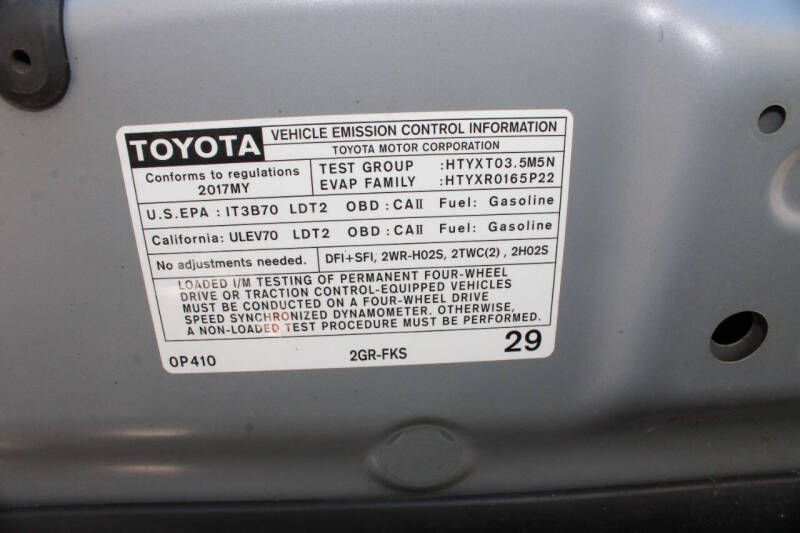 TOYOTA VEHICLE EMISSION CONTROL INFORMATION
TOYOTA MOTOR CORPORATION
Conforms to regulations
2017MY
TEST GROUP :HTYXT03.5M5N
EVAP FAMILY :HTYXR0165P22
U.S.EPA : IT3B70 LDT2 OBD : CAII Fuel: Gasoline
California: ULEV70 LDT2 OBD : CAII Fuel: Gasoline
No adjustments needed. DFI+SFI, 2WR-HO2S, 2TWC(2), 2HO2S
LOADED I/M TESTING OF PERMANENT FOUR-WHEEL
DRIVE OR TRACTION CONTROL-EQUIPPED VEHICLES
MUST BE CONDUCTED ON A FOUR-WHEEL DRIVE
SPEED SYNCHRONIZED DYNAMOMETER. OTHERWISE,
A NON-LOADED TEST PROCEDURE MUST BE PERFORMED.
0P410 2GR-FKS 29